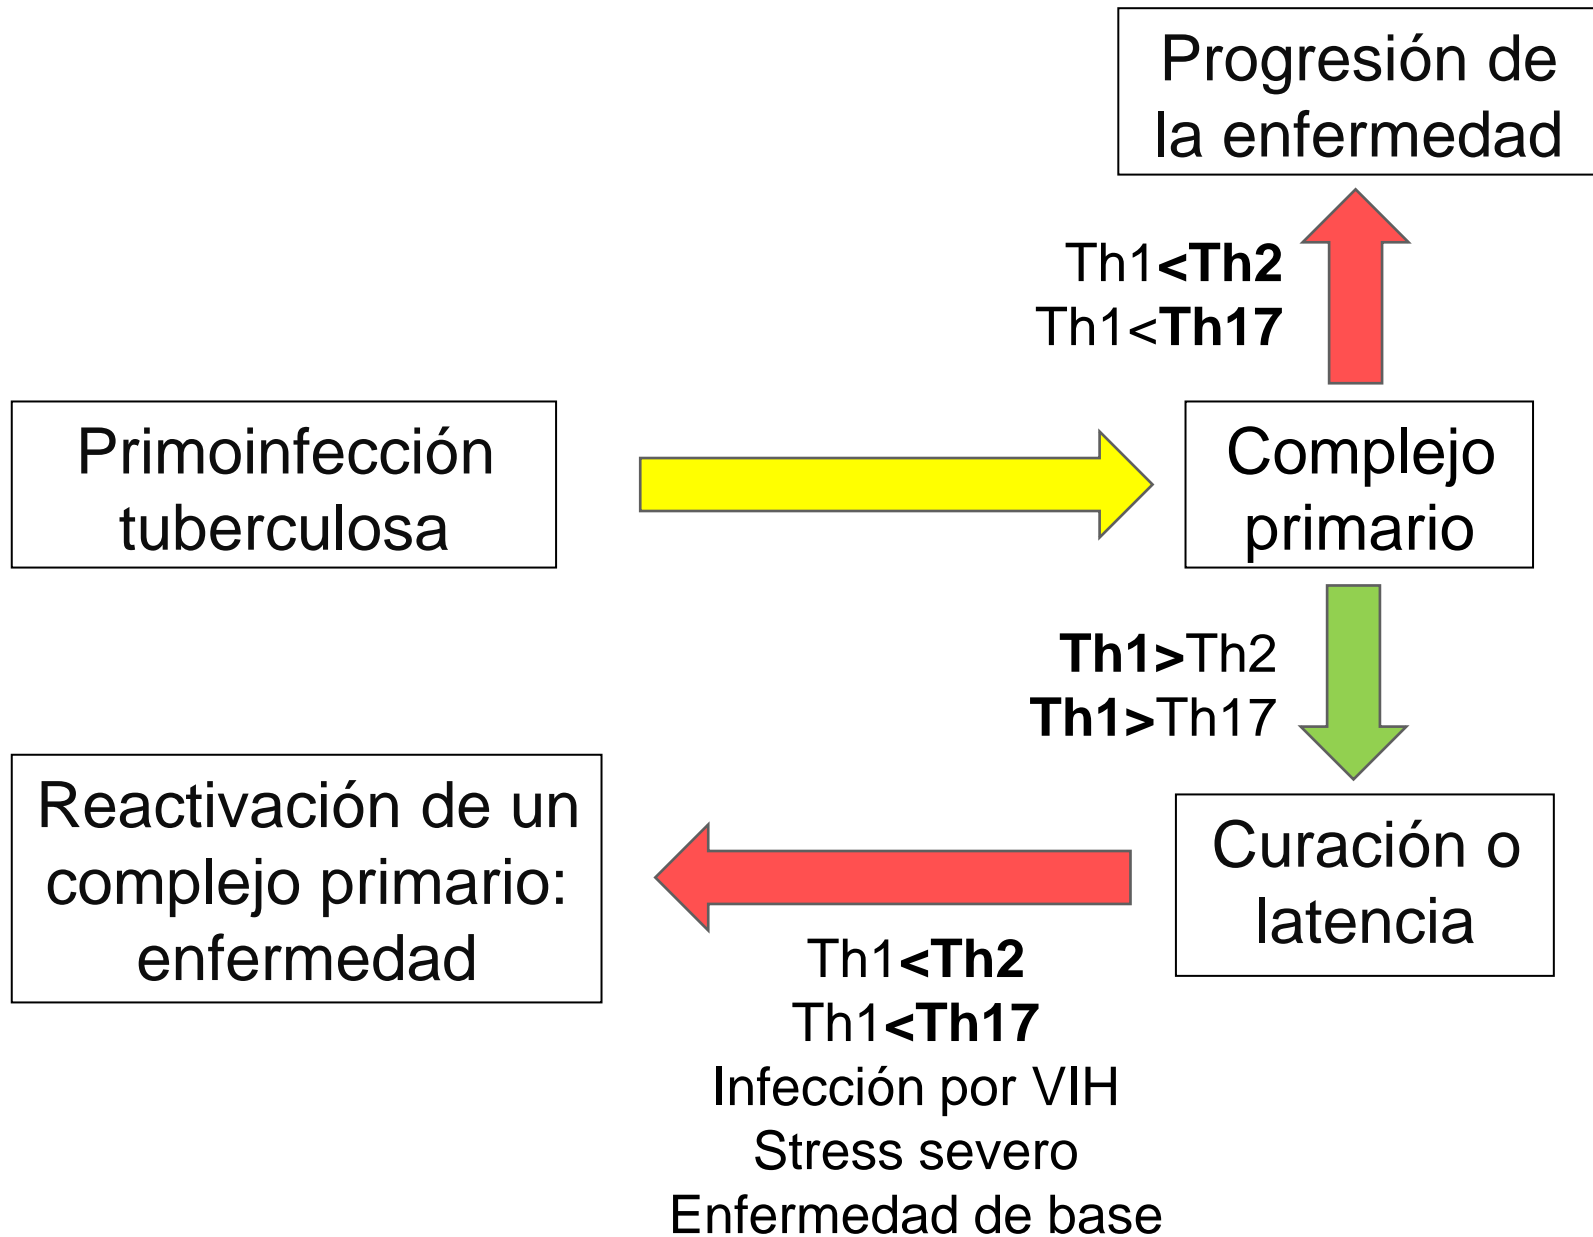 Progresión de
la enfermedad
Th1<Th2
Th1<Th17
Primoinfección
tuberculosa
Complejo
primario
Th1>Th2
Th1>Th17
Reactivación de un
complejo primario:
enfermedad
Curación o
latencia
Th1<Th2
Th1<Th17
Infección por VIH
Stress severo
Enfermedad de base